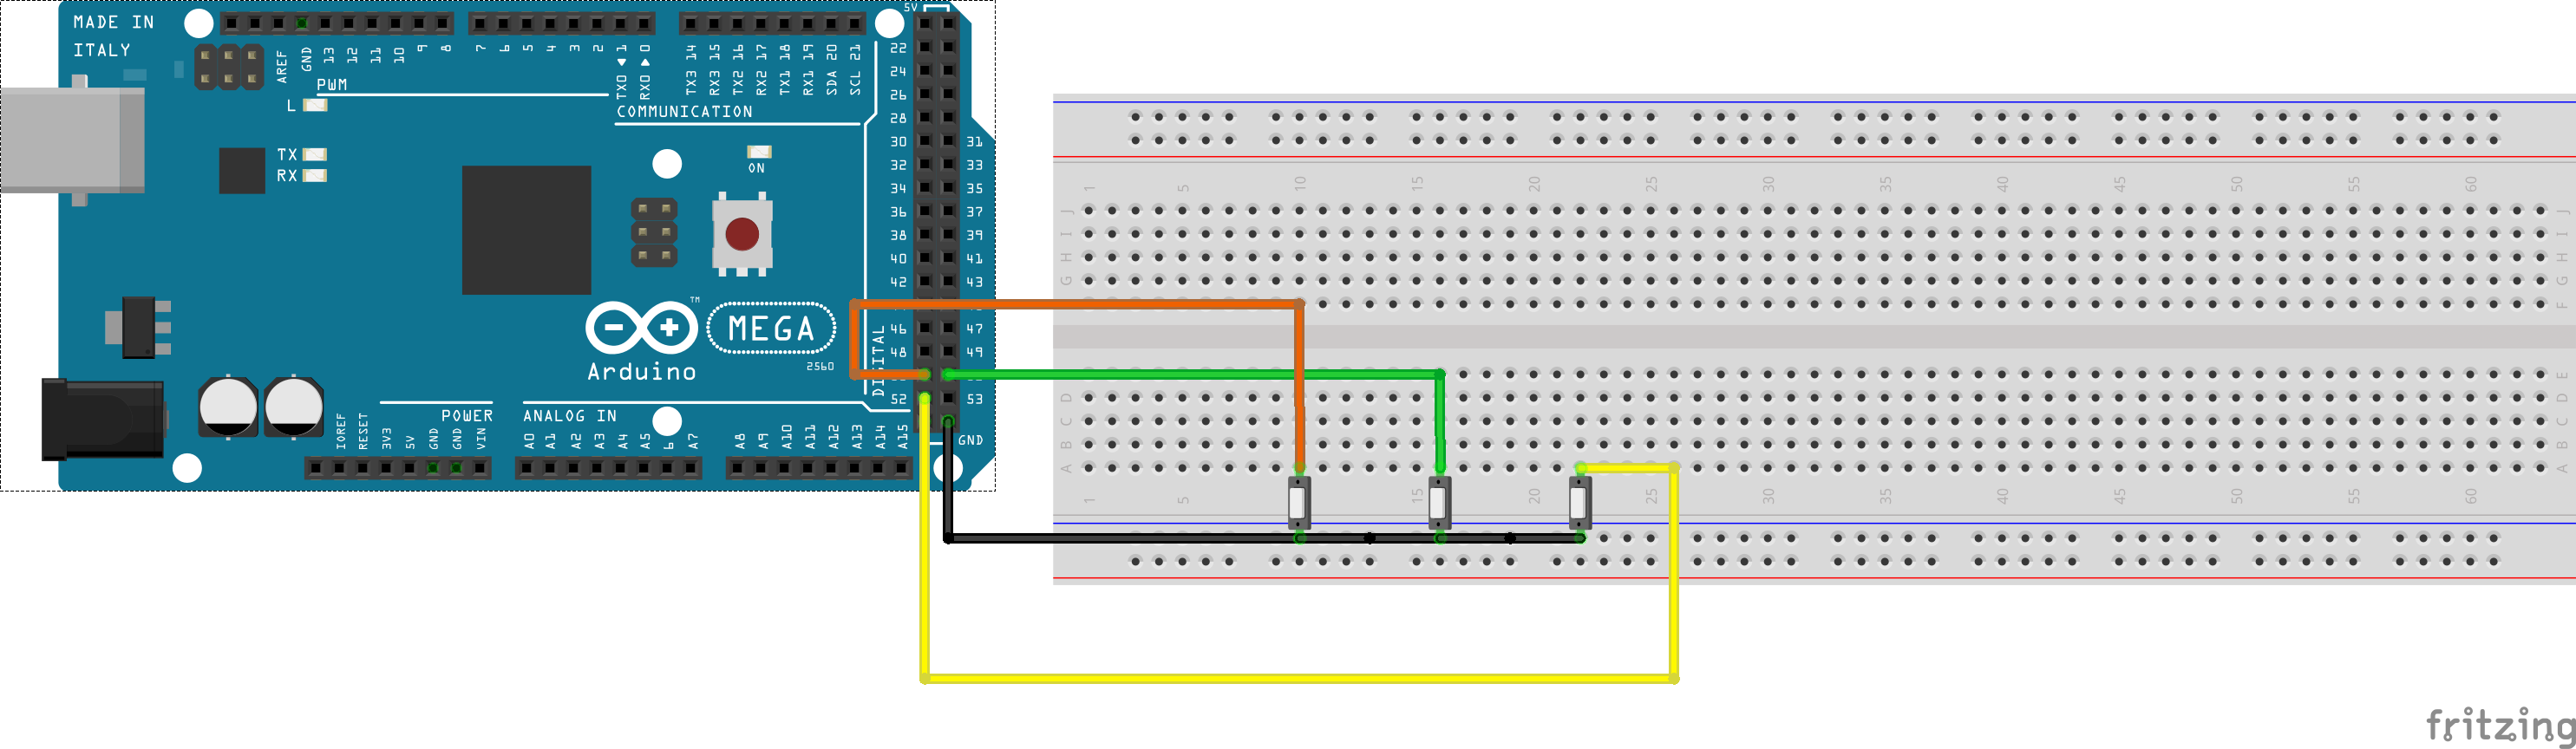 MADE IN
ITALY
AREF
GND
13
12
11
10
9
8
7
6
5
4
3
2
TX0 ◀ 1
RX0 ▶ 0
TX3 14
RX3 15
TX2 16
RX2 17
TX1 18
RX1 19
SDA 20
SCL 21
5V
PWM
L
COMMUNICATION
TX
RX
ON
22
24
26
28
30 31
32 33
34 35
36 37
38 39
40 41
42 43
46 47
48 49
52 53
GND
DIGITAL
TM
MEGA
2560
Arduino
POWER
ANALOG IN
IOREF
RESET
3V3
5V
GND
GND
VIN
A0
A1
A2
A3
A4
A5
A7
A8
A9
A10
A11
A12
A13
A14
A15
1 5 10 15 20 25 30 35 40 45 50 55 60
J J
I I
H H
G G
F F
E
D D
C C
B B
A A
1 5 15 20 25 30 35 40 45 50 55 60
fritzing